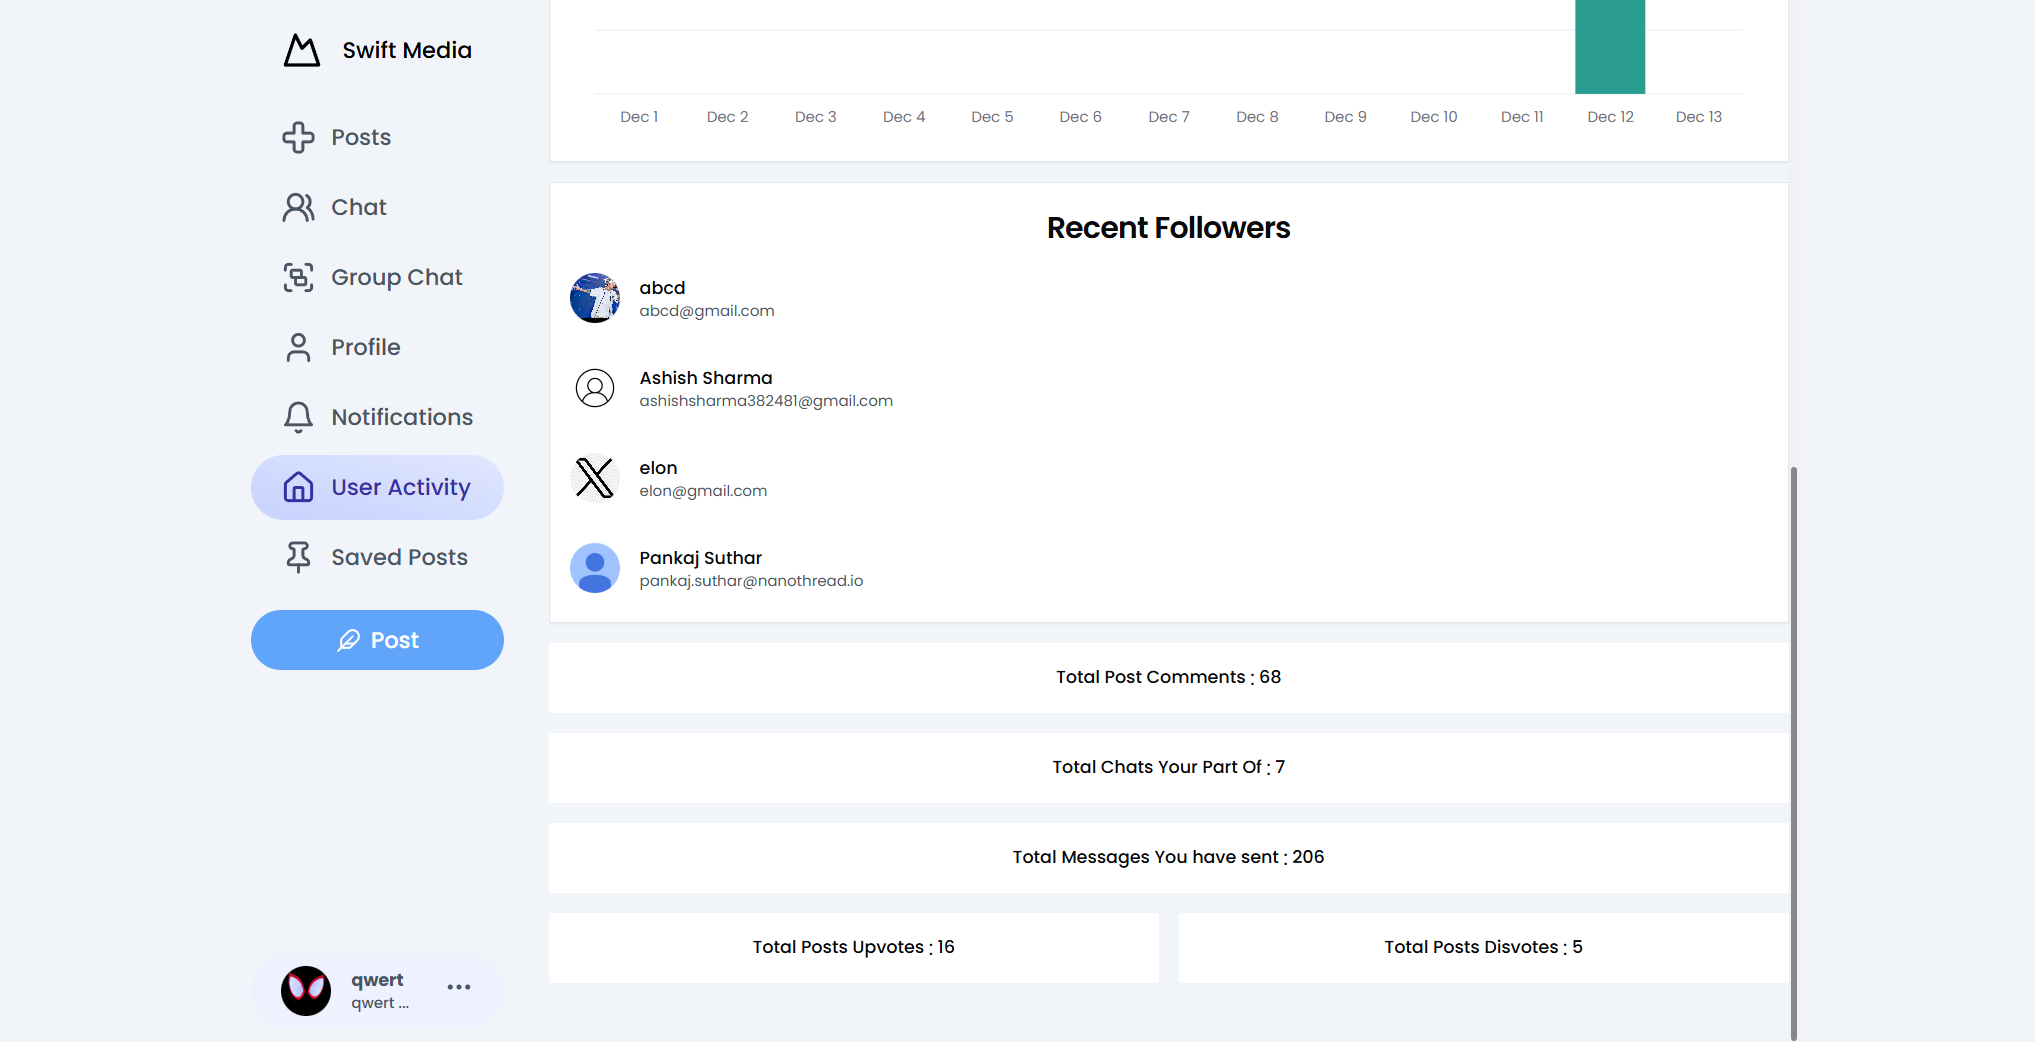 Swift Media
Posts
Chat
Group Chat
Profile
Notifications
User Activity
Saved Posts
Post
qwert
qwert ...
Dec 1 Dec 2 Dec 3 Dec 4 Dec 5 Dec 6 Dec 7 Dec 8 Dec 9 Dec 10 Dec 11 Dec 12 Dec 13
Recent Followers
abcd
abcd@gmail.com
Ashish Sharma
ashishsharma382481@gmail.com
elon
elon@gmail.com
Pankaj Suthar
pankaj.suthar@nanothread.io
Total Post Comments : 68
Total Chats Your Part Of : 7
Total Messages You have sent : 206
Total Posts Upvotes : 16
Total Posts Disvotes : 5